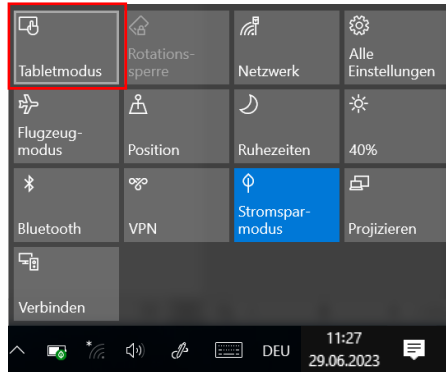 Tabletmodus
Rotations-
sperre
Netzwerk
Alle
Einstellungen
Flugzeug-
modus
Position
Ruhezeiten
40%
Bluetooth
VPN
Stromspar-
modus
Projizieren
Verbinden
DEU
11:27
29.06.2023